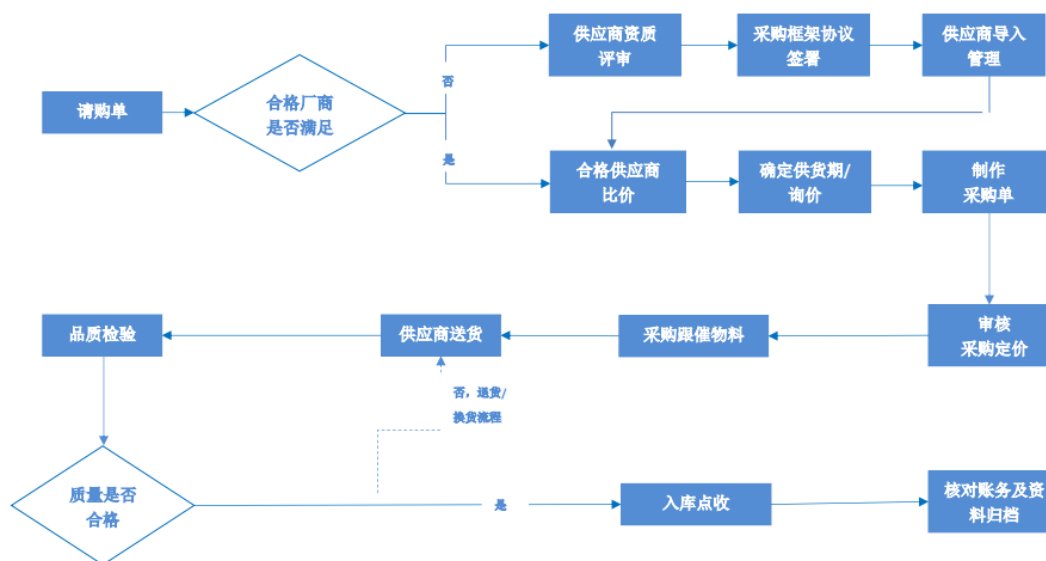 供应商资质
评审
采购框架协议
签署
供应商导入
管理
否
请购单
合格厂商
是否满足
是
合格供应商
比价
确定供货期/
询价
制作
采购单
品质检验
供应商送货
采购跟催物料
审核
采购定价
否，退货/
换货流程
质量是否
合格
是
入库点收
核对账务及资
料归档